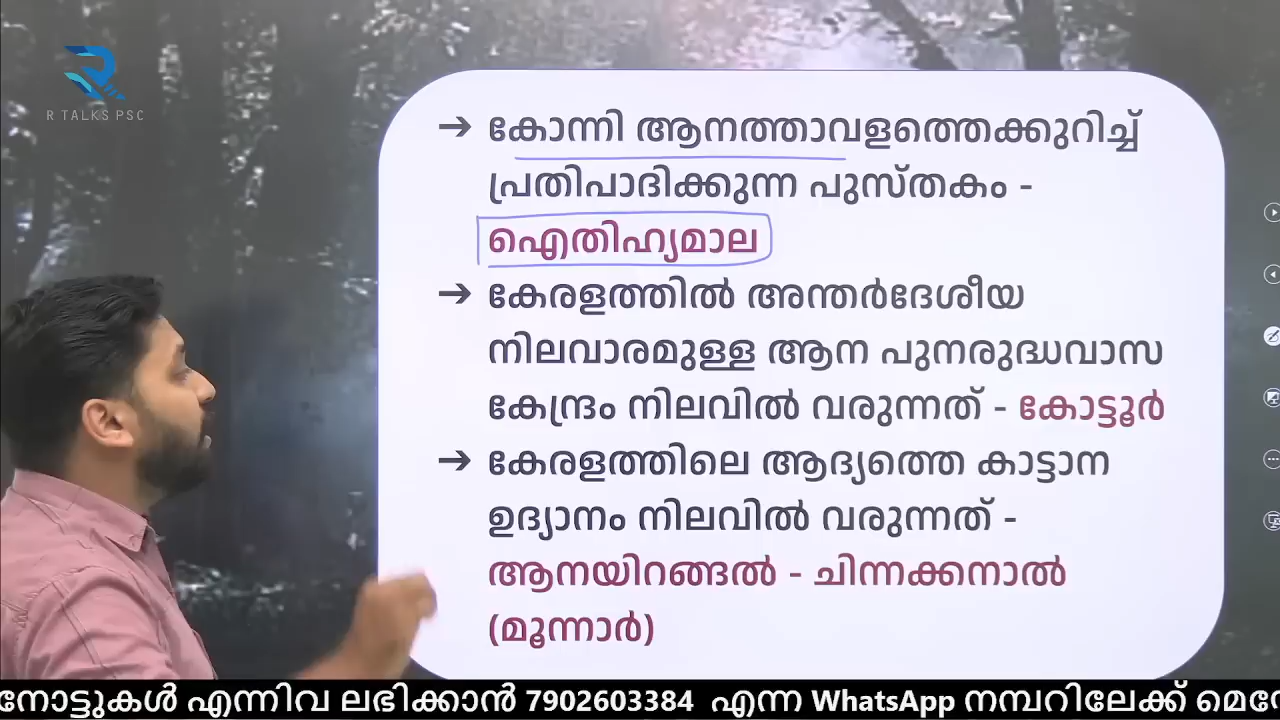 R TALKS PSC
→ കോന്നി ആനത്താവളത്തെക്കുറിച്ച്
പ്രതിപാദിക്കുന്ന പുസ്തകം -
ഐതിഹ്യമാല
→ കേരളത്തിൽ അന്തർദേശീയ
നിലവാരമുള്ള ആന പുനരുദ്ധവാസ
കേന്ദ്രം നിലവിൽ വരുന്നത് - കോട്ടൂർ
→ കേരളത്തിലെ ആദ്യത്തെ കാട്ടാന
ഉദ്യാനം നിലവിൽ വരുന്നത് -
ആനയിറങ്ങൽ - ചിന്നക്കനാൽ
(മൂന്നാർ)
നോട്ടുകൾ എന്നിവ ലഭിക്കാൻ 7902603384 എന്ന WhatsApp നമ്പറിലേക്ക്